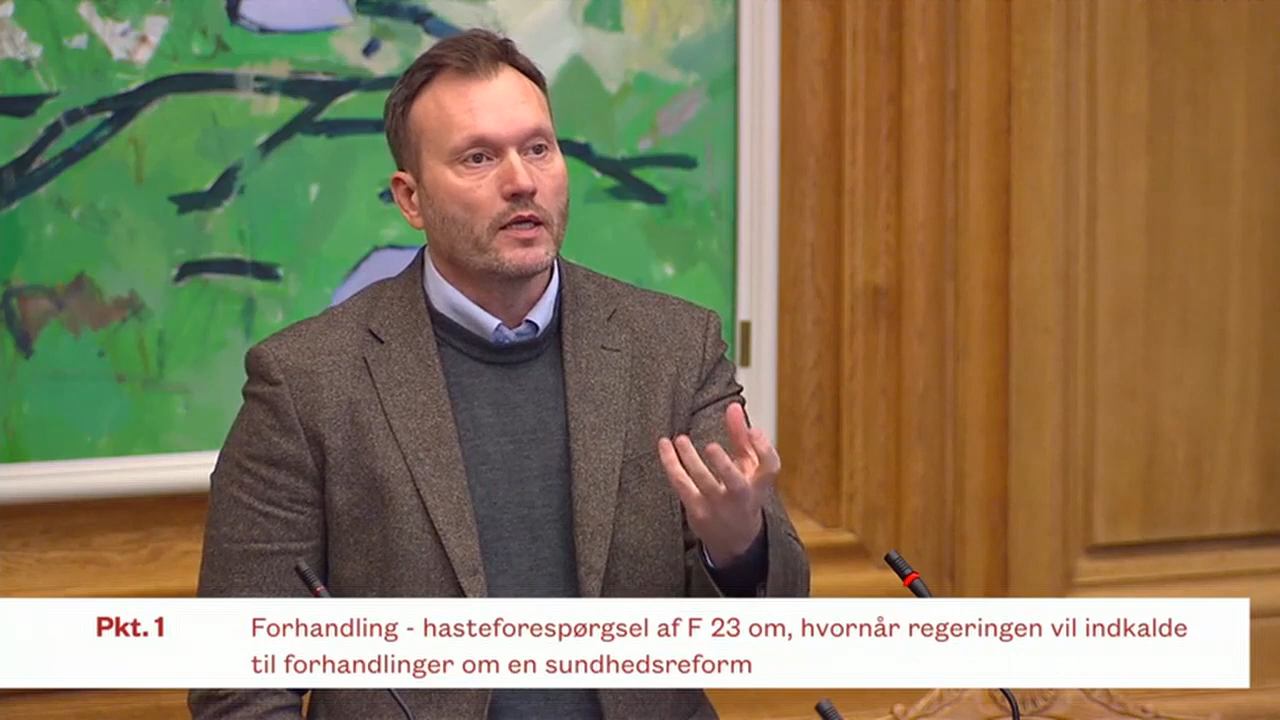 Pkt. 1
Forhandling - hasteforespørgsel af F 23 om, hvornår regeringen vil indkalde
til forhandlinger om en sundhedsreform